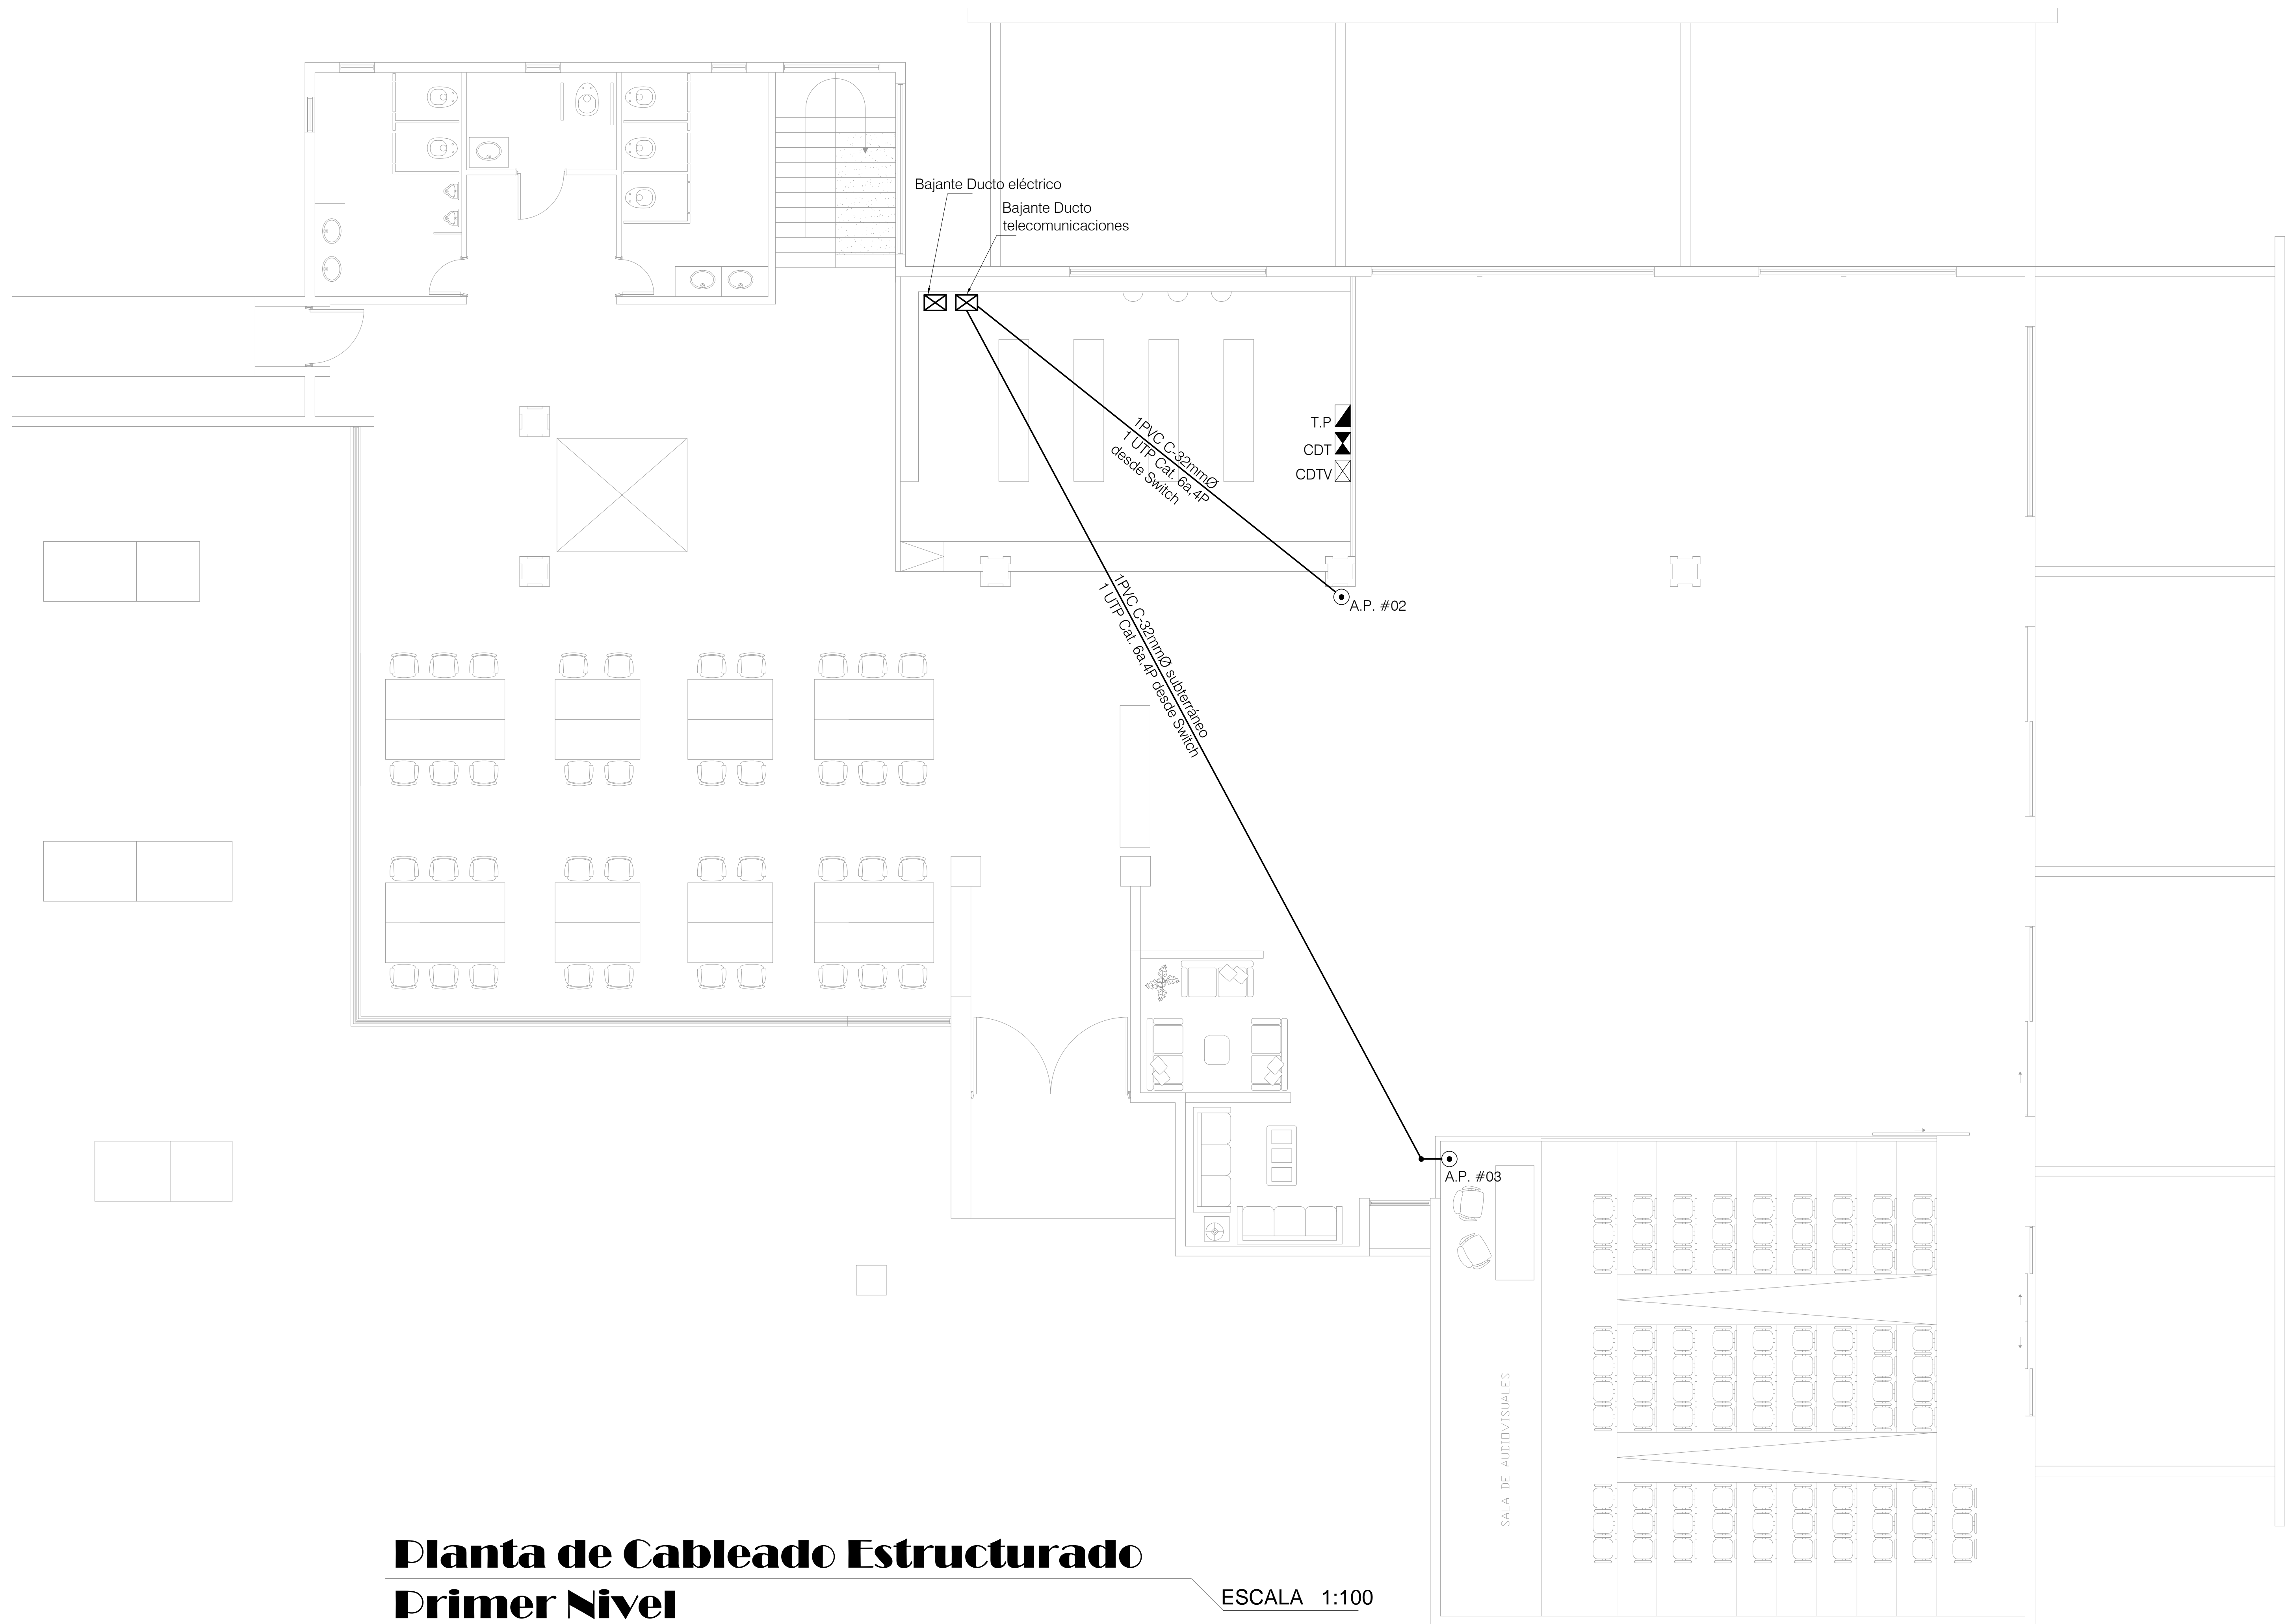 Bajante Ducto eléctrico
Bajante Ducto
telecomunicaciones
T.P
CDT
CDTV
1PVC C-32mmØ
1 UTP Cat. 6a,4P
desde Switch
A.P. #02
1PVC C-32mmØ subterráneo
1 UTP Cat. 6a,4P desde Switch
A.P. #03
SALA DE AUDIOVISUALES
Planta de Cableado Estructurado
Primer Nivel
ESCALA 1:100